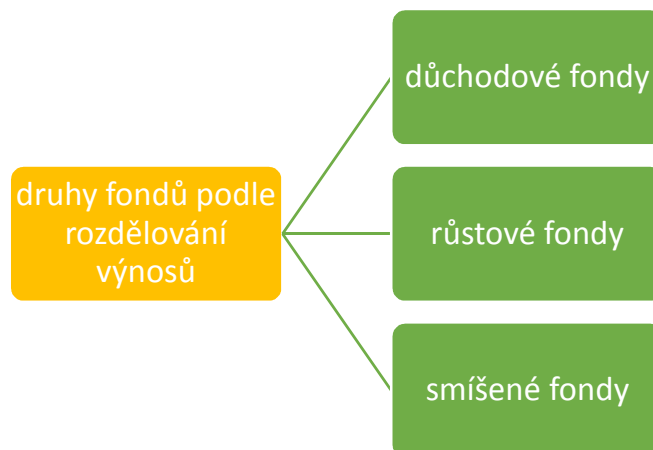 druhy fondů podle
rozdělování
výnosů
důchodové fondy
růstové fondy
smíšené fondy